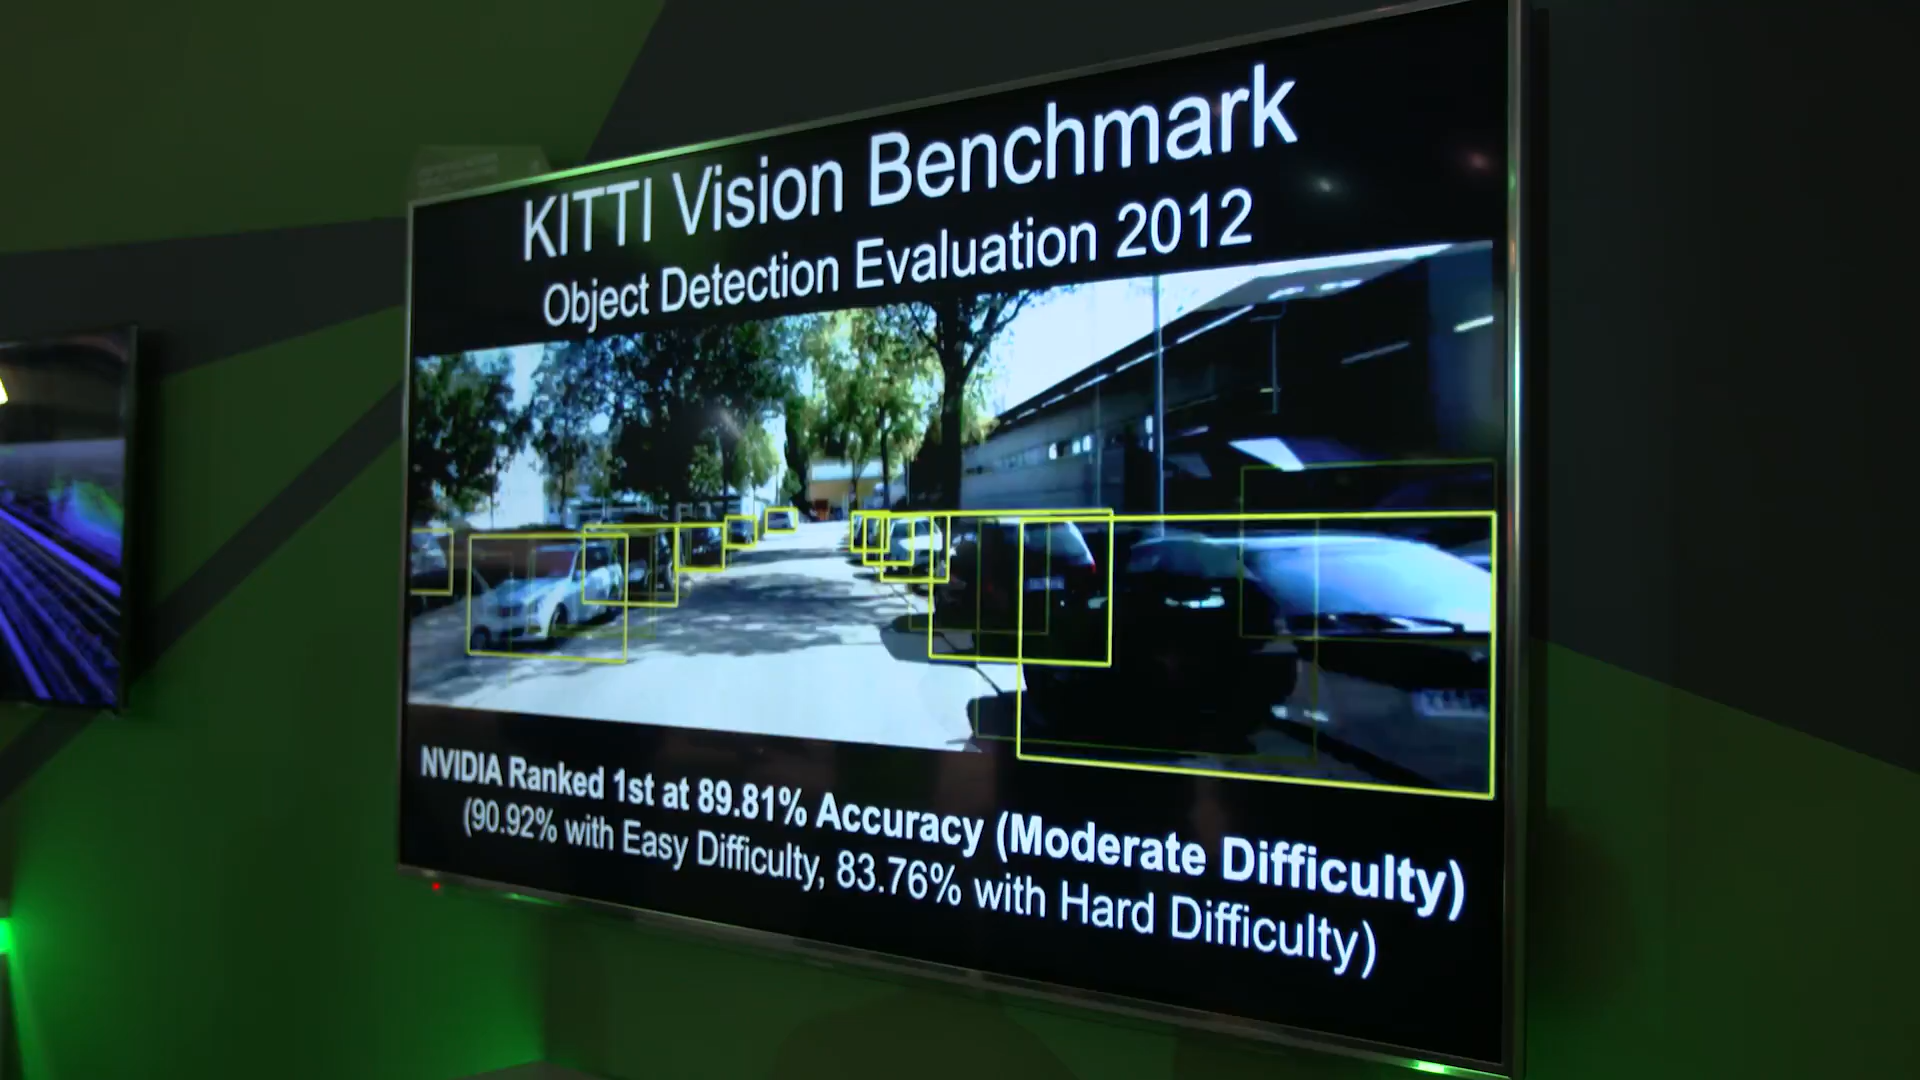 KITTI Vision Benchmark
Object Detection Evaluation 2012
NVIDIA Ranked 1st at 89.81% Accuracy (Moderate Difficulty)
(90.92% with Easy Difficulty, 83.76% with Hard Difficulty)